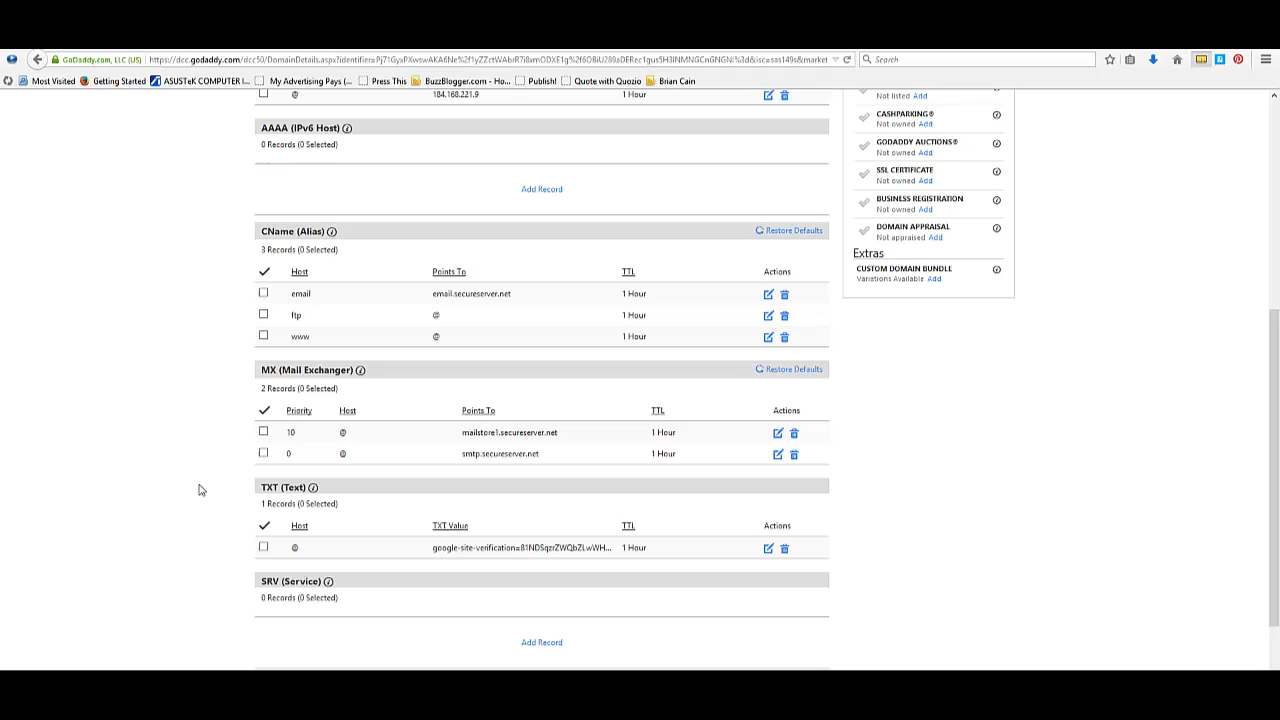 GoDaddy.com, LLC (US)
Search
Most Visited Getting Started ASUSTeK COMPUTER I... My Advertising Pays (... Press This BuzzBlogger.com - Ho... Publish! Quote with Quozio Brian Cain
@ 184.168.221.9 1 Hour
AAAA (IPv6 Host)
0 Records (0 Selected)
Add Record
CName (Alias) Restore Defaults
3 Records (0 Selected)
Host Points To TTL Actions
email email.secureserver.net 1 Hour
ftp @ 1 Hour
www @ 1 Hour
MX (Mail Exchanger) Restore Defaults
2 Records (0 Selected)
Priority Host Points To TTL Actions
10 @ mailstore1.secureserver.net 1 Hour
0 @ smtp.secureserver.net 1 Hour
TXT (Text)
1 Records (0 Selected)
Host TXT Value TTL Actions
@ 1 Hour
SRV (Service)
0 Records (0 Selected)
Add Record
Not listed Add
CASHPARKING®
Not owned Add
GODADDY AUCTIONS®
Not owned Add
SSL CERTIFICATE
Not owned Add
BUSINESS REGISTRATION
Not owned Add
DOMAIN APPRAISAL
Not appraised Add
Extras
CUSTOM DOMAIN BUNDLE
Variations Available Add